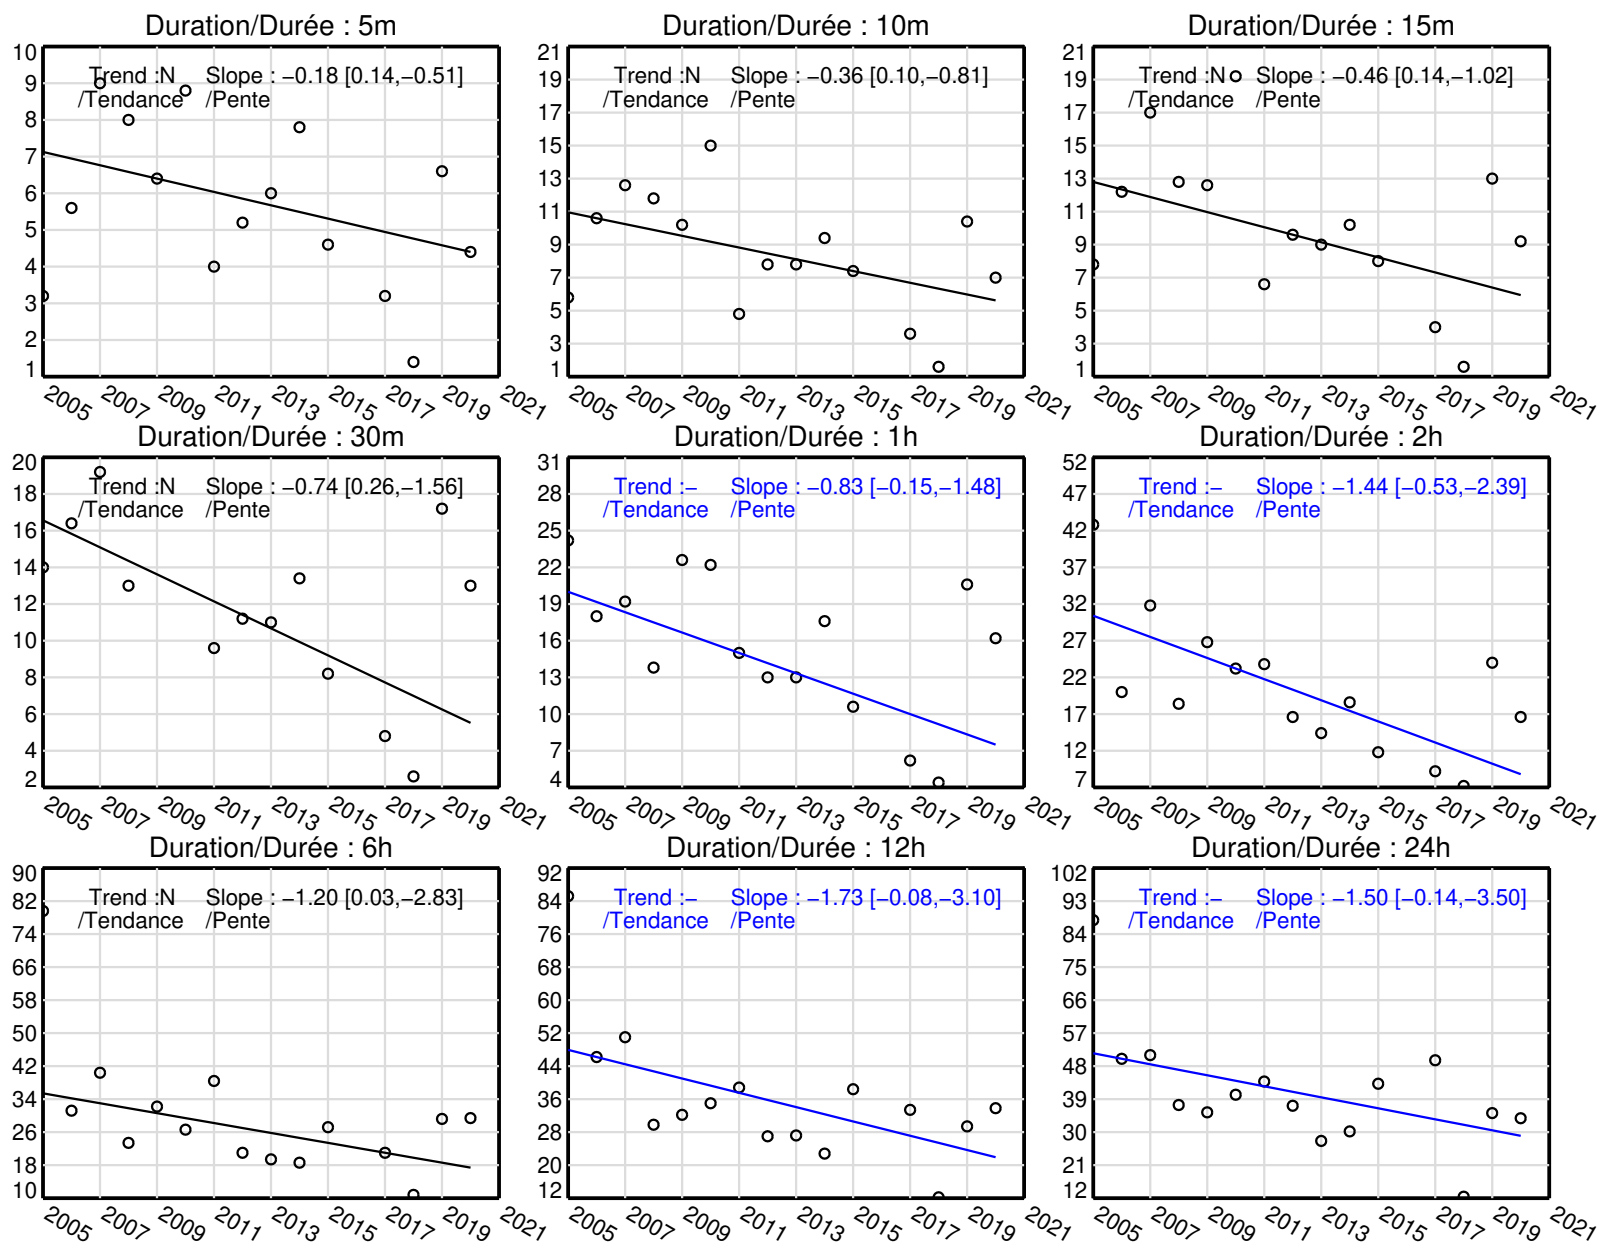 Duration/Durée : 5m
Trend :N Slope : −0.18 [0.14,−0.51]
/Tendance /Pente
10
9
8
7
6
5
4
3
2
1
2005 2007 2009 2011 2013 2015 2017 2019 2021
Duration/Durée : 10m
Trend :N Slope : −0.36 [0.10,−0.81]
/Tendance /Pente
21
19
17
15
13
11
9
7
5
3
1
2005 2007 2009 2011 2013 2015 2017 2019 2021
Duration/Durée : 15m
Trend :N Slope : −0.46 [0.14,−1.02]
/Tendance /Pente
21
19
17
15
13
11
9
7
5
3
1
2005 2007 2009 2011 2013 2015 2017 2019 2021
Duration/Durée : 30m
Trend :N Slope : −0.74 [0.26,−1.56]
/Tendance /Pente
20
18
16
14
12
10
8
6
4
2
2005 2007 2009 2011 2013 2015 2017 2019 2021
Duration/Durée : 1h
Trend :− Slope : −0.83 [−0.15,−1.48]
/Tendance /Pente
31
28
25
22
19
16
13
10
7
4
2005 2007 2009 2011 2013 2015 2017 2019 2021
Duration/Durée : 2h
Trend :− Slope : −1.44 [−0.53,−2.39]
/Tendance /Pente
52
47
42
37
32
27
22
17
12
7
2005 2007 2009 2011 2013 2015 2017 2019 2021
Duration/Durée : 6h
Trend :N Slope : −1.20 [0.03,−2.83]
/Tendance /Pente
90
82
74
66
58
50
42
34
26
18
10
2005 2007 2009 2011 2013 2015 2017 2019 2021
Duration/Durée : 12h
Trend :− Slope : −1.73 [−0.08,−3.10]
/Tendance /Pente
92
84
76
68
60
52
44
36
28
20
12
2005 2007 2009 2011 2013 2015 2017 2019 2021
Duration/Durée : 24h
Trend :− Slope : −1.50 [−0.14,−3.50]
/Tendance /Pente
102
93
84
75
66
57
48
39
30
21
12
2005 2007 2009 2011 2013 2015 2017 2019 2021